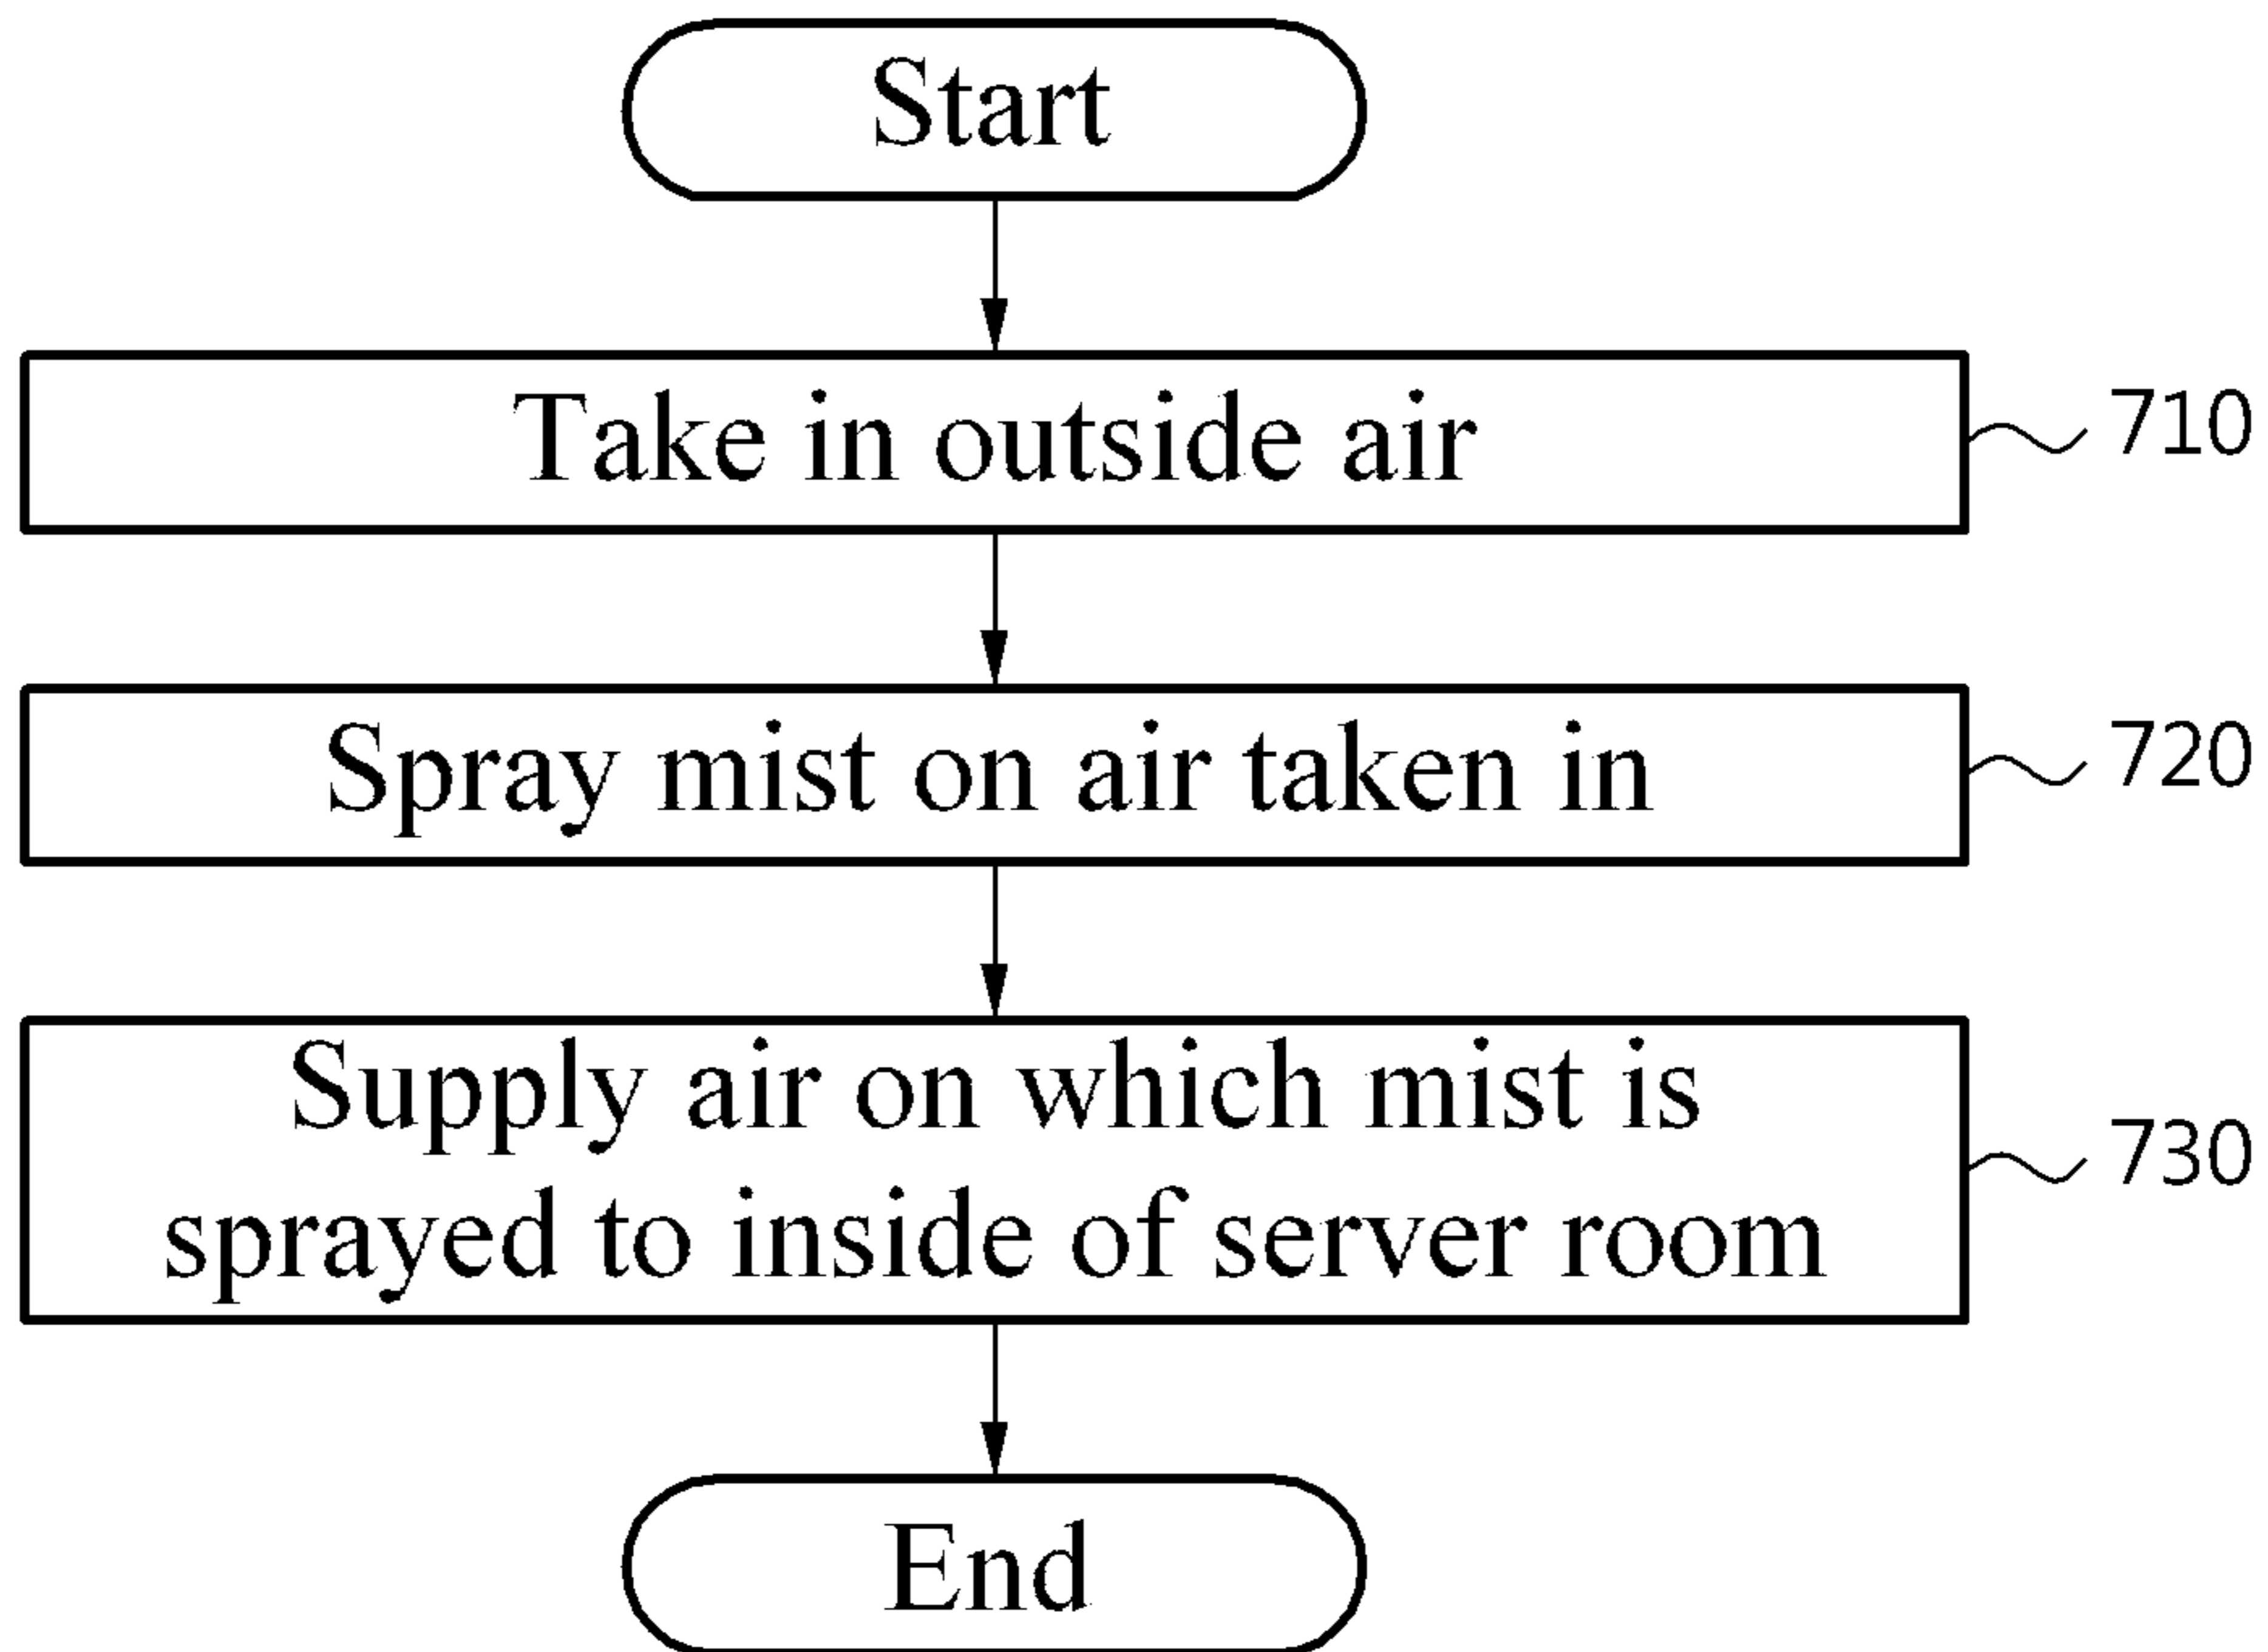 Start
Take in outside air
710
Spray mist on air taken in
720
Supply air on which mist is
sprayed to inside of server room
730
End